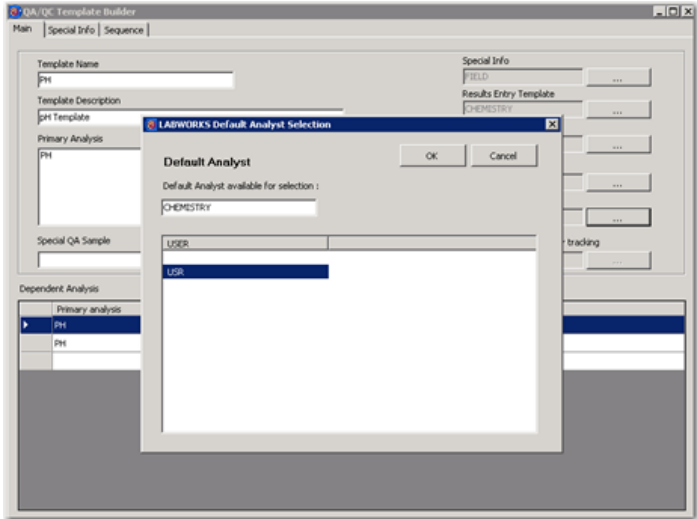 QA/QC Template Builder
Main Special Info Sequence
Template Name
PH
Template Description
pH Template
Primary Analysis
PH
Special QA Sample
Special Info
FIELD
...
Results Entry Template
CHEMISTRY
...
...
...
...
tracking
...
LABWORKS Default Analyst Selection
Default Analyst
OK Cancel
Default Analyst available for selection :
CHEMISTRY
USER
USR
Dependent Analysis
Primary analysis
PH
PH